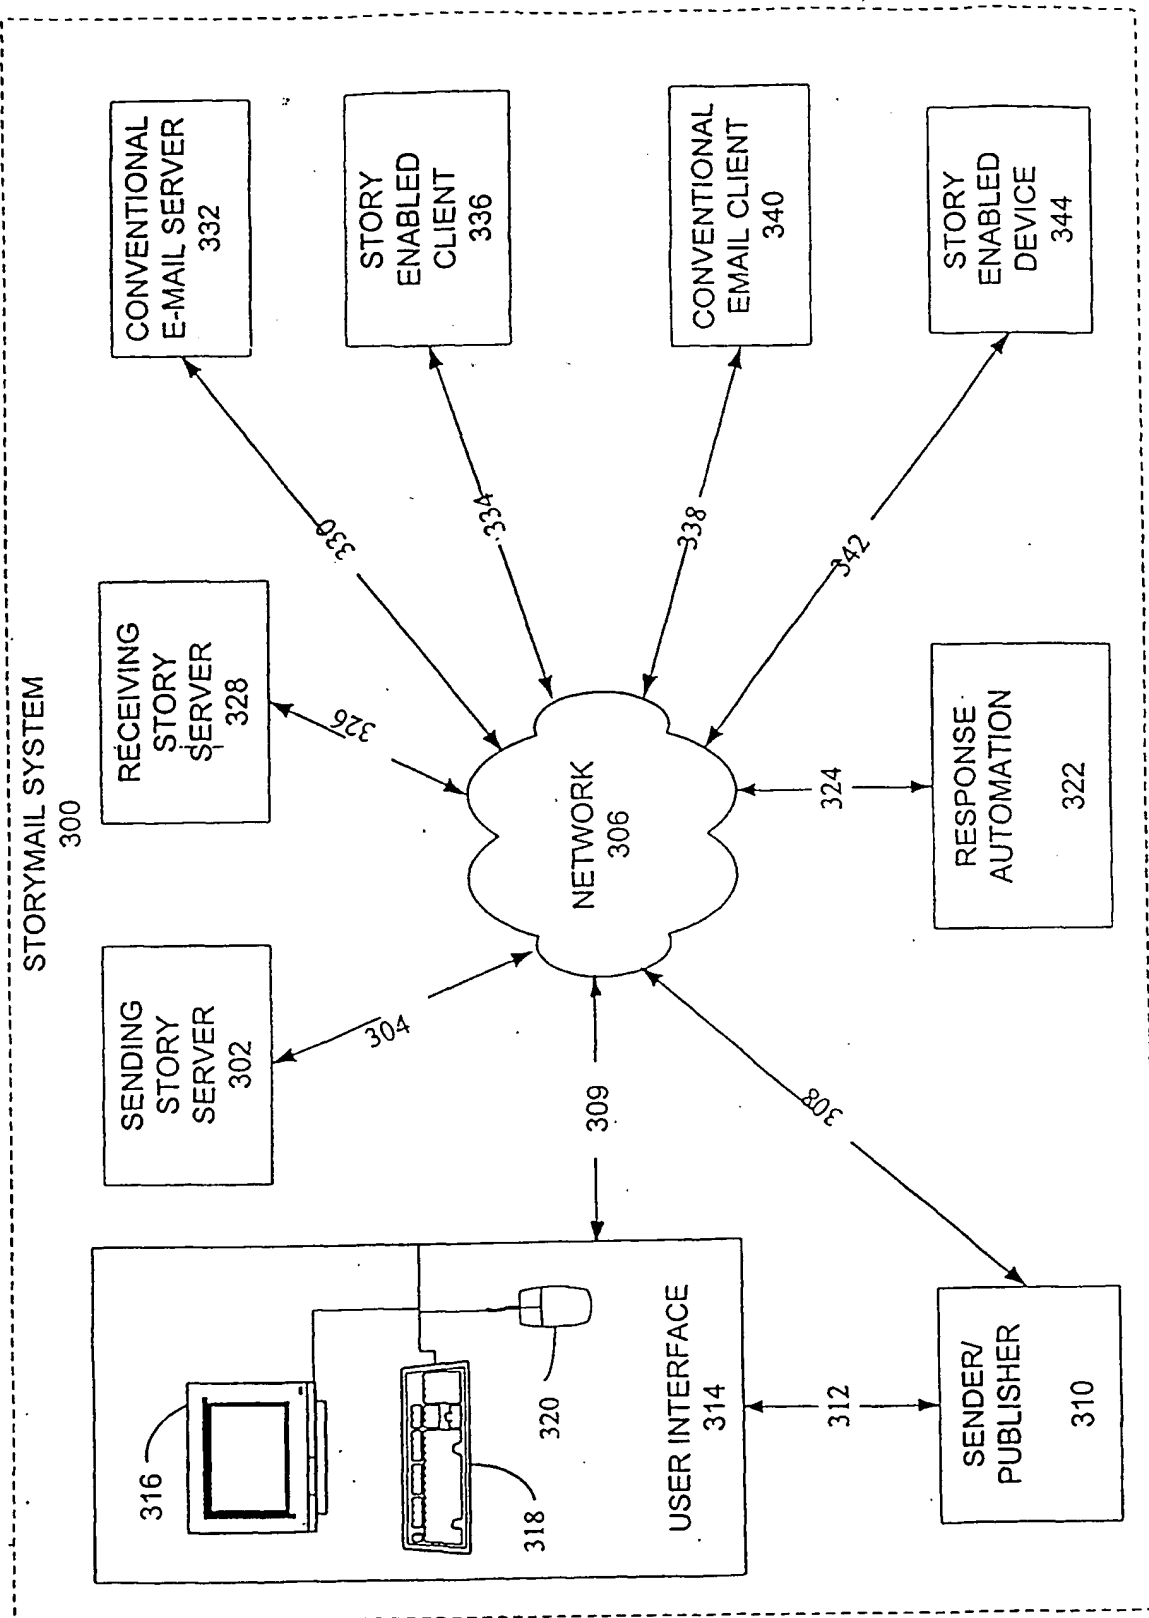 STORYMAIL SYSTEM
300
SENDING
STORY
SERVER
302
RECEIVING
STORY
SERVER
328
CONVENTIONAL
E-MAIL SERVER
332
STORY
ENABLED
CLIENT
336
CONVENTIONAL
EMAIL CLIENT
340
STORY
ENABLED
DEVICE
344
304
326
330
334
338
342
NETWORK
306
309
308
324
RESPONSE
AUTOMATION
322
316
318
320
USER INTERFACE
314
312
SENDER/
PUBLISHER
310